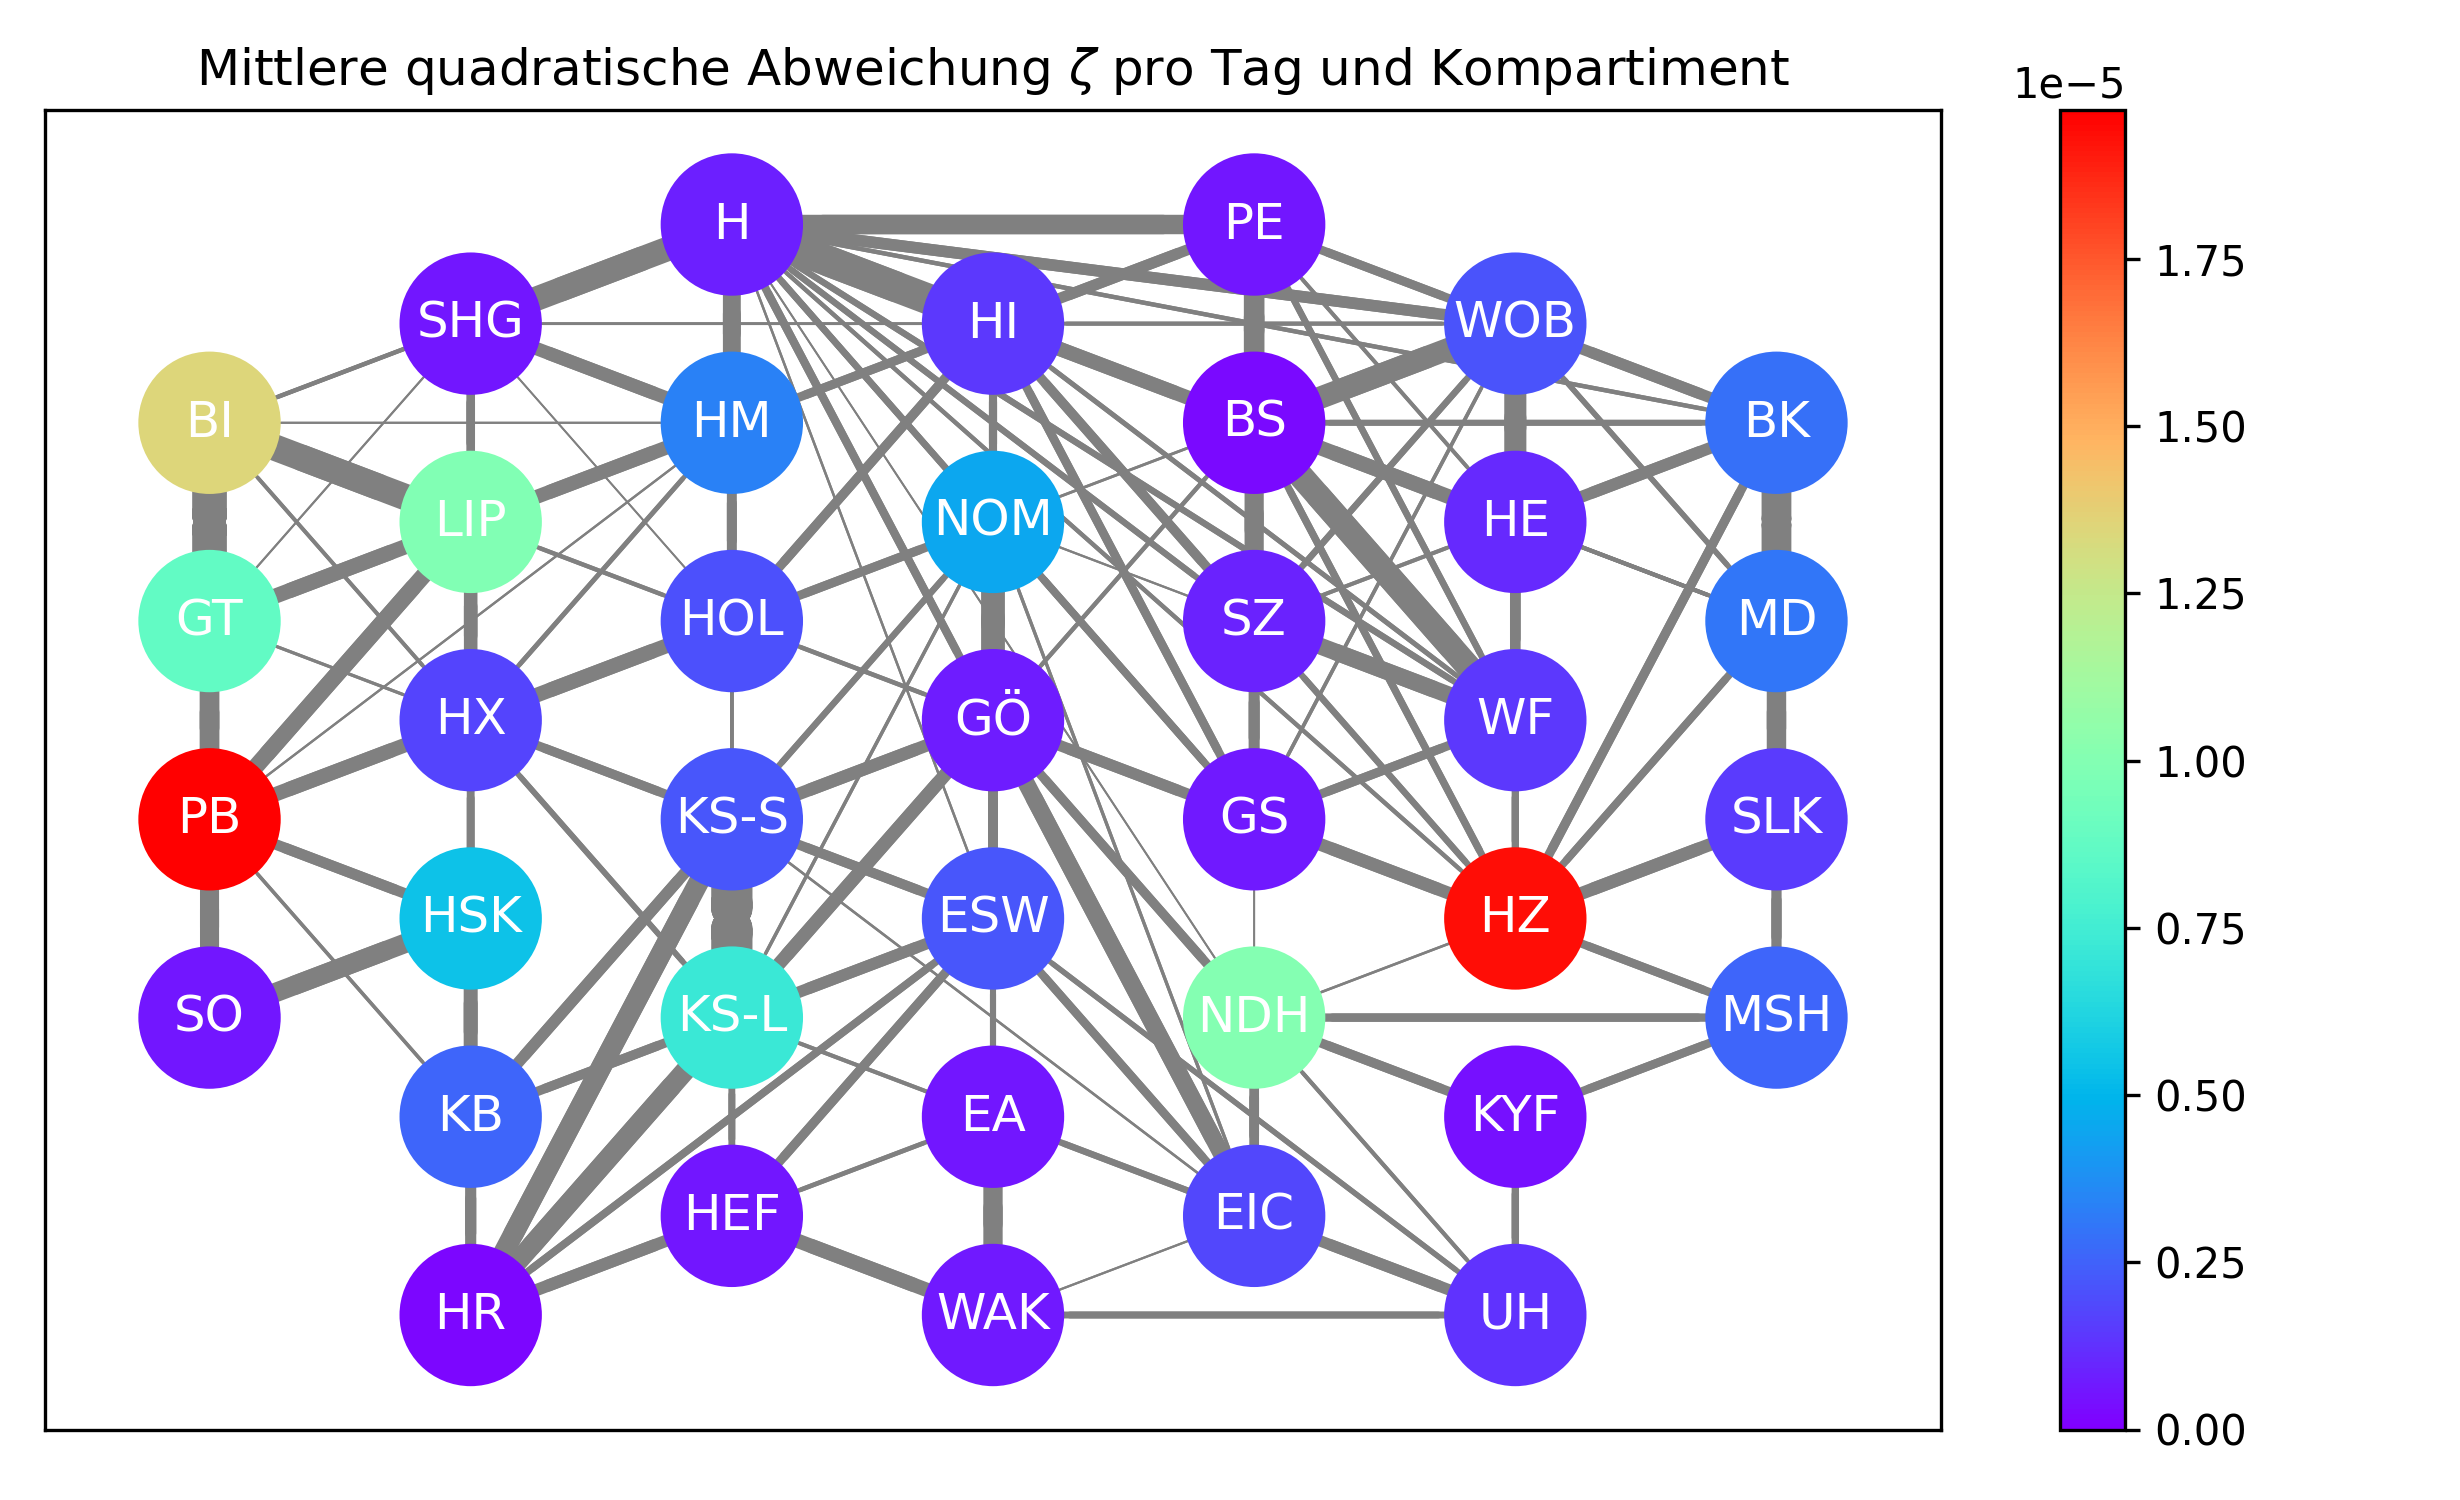 Mittlere quadratische Abweichung ζ pro Tag und Kompartiment
1e−5
H
PE
SHG
HI
WOB
BI
HM
BS
BK
LIP
NOM
HE
GT
HOL
SZ
MD
HX
GÖ
WF
PB
KS-S
GS
SLK
HSK
ESW
HZ
SO
KS-L
NDH
MSH
KB
EA
KYF
HEF
EIC
HR
WAK
UH
1.75
1.50
1.25
1.00
0.75
0.50
0.25
0.00